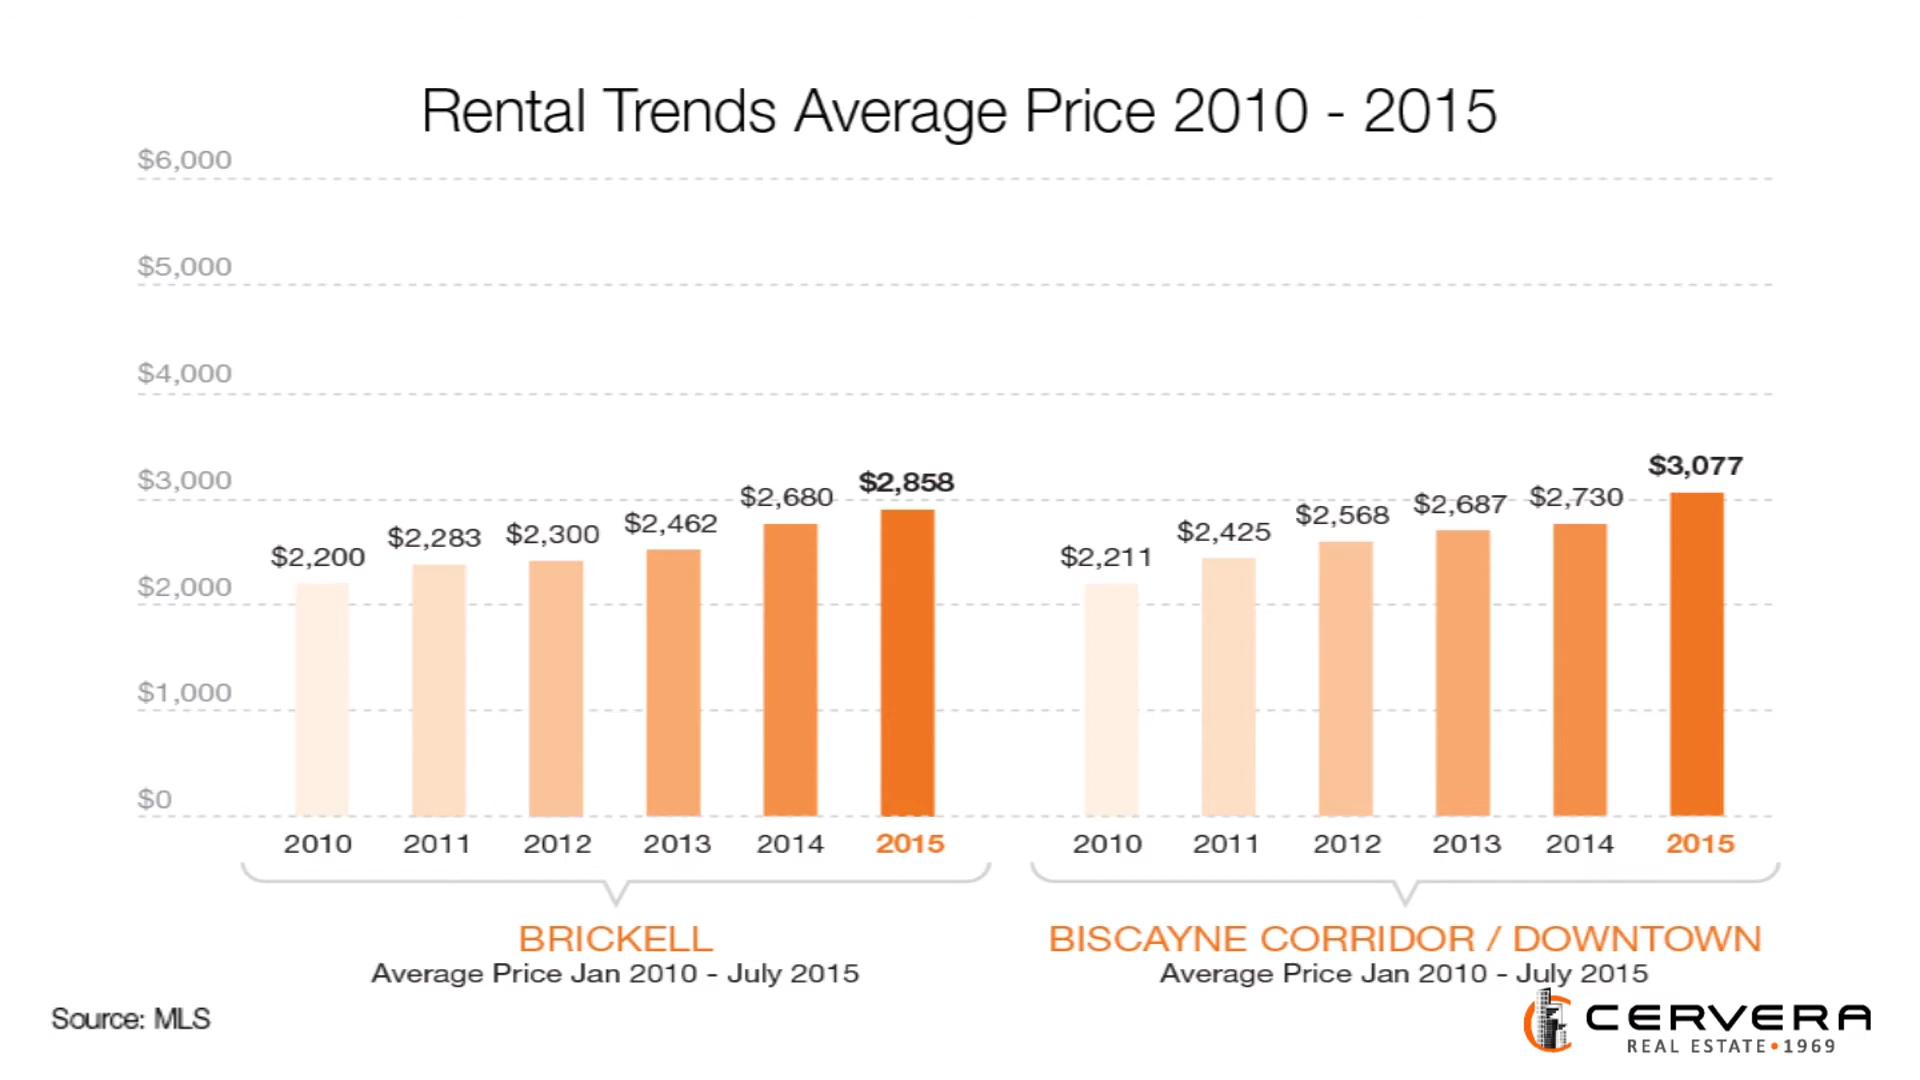 Rental Trends Average Price 2010 - 2015
$6,000
$5,000
$4,000
$3,000
$2,000
$1,000
$0
$2,200 $2,283 $2,300 $2,462 $2,680 $2,858
$2,211 $2,425 $2,568 $2,687 $2,730 $3,077
2010 2011 2012 2013 2014 2015
2010 2011 2012 2013 2014 2015
BRICKELL
Average Price Jan 2010 - July 2015
BISCAYNE CORRIDOR / DOWNTOWN
Average Price Jan 2010 - July 2015
Source: MLS
CERVERA
REAL ESTATE • 1969